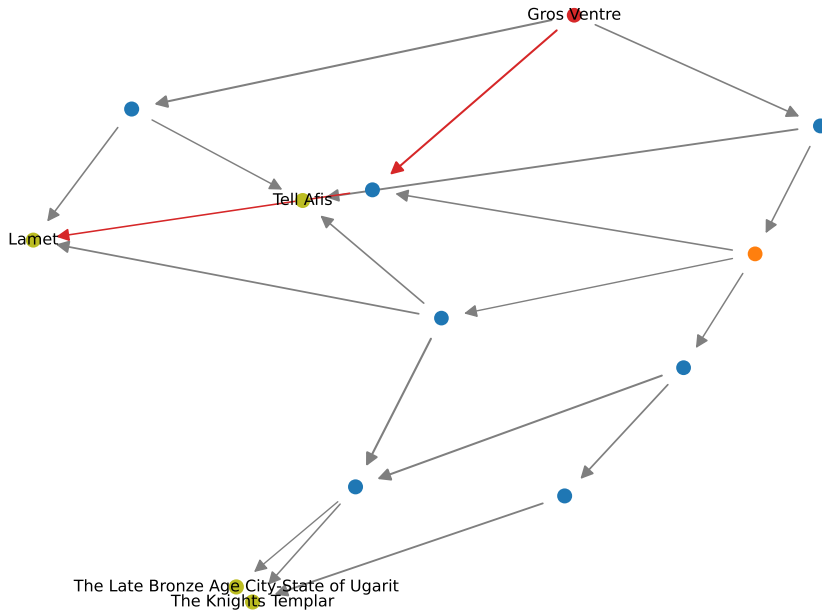 Gros Ventre
Tell Afis
Lamet
The Late Bronze Age City-State of Ugarit
The Knights Templar